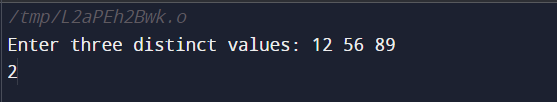 /tmp/L2aPEh2Bwk.o
Enter three distinct values: 12 56 89
2